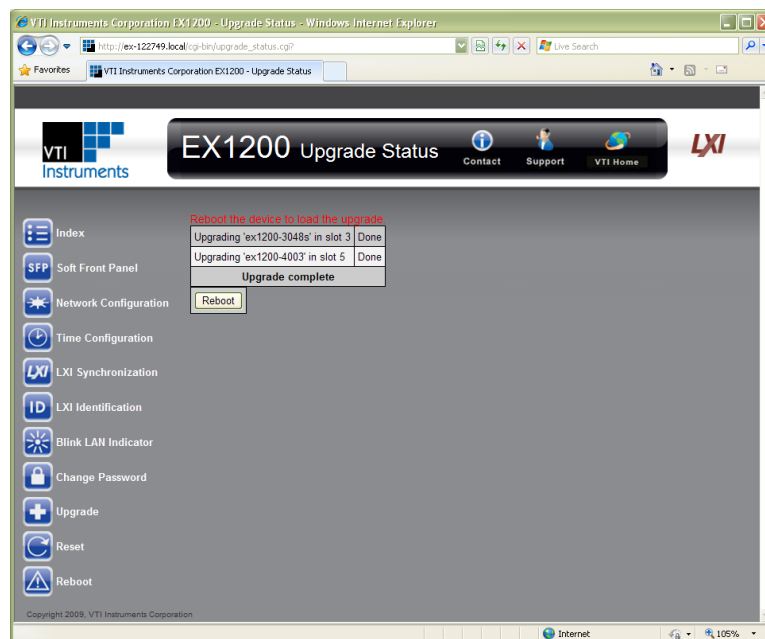 VTI Instruments Corporation EX1200 - Upgrade Status - Windows Internet Explorer
http://ex-122749.local/cgi-bin/upgrade_status.cgi?
Live Search
Favorites
VTI Instruments Corporation EX1200 - Upgrade Status
VTI
Instruments
EX1200 Upgrade Status
Contact
Support
VTI Home
LXI
Reboot the device to load the upgrade.
Upgrading 'ex1200-3048s' in slot 3 Done
Upgrading 'ex1200-4003' in slot 5 Done
Upgrade complete
Reboot
Index
SFP Soft Front Panel
Network Configuration
Time Configuration
LXI LXI Synchronization
ID LXI Identification
Blink LAN Indicator
Change Password
Upgrade
Reset
Reboot
Copyright 2009, VTI Instruments Corporation
Internet
105%